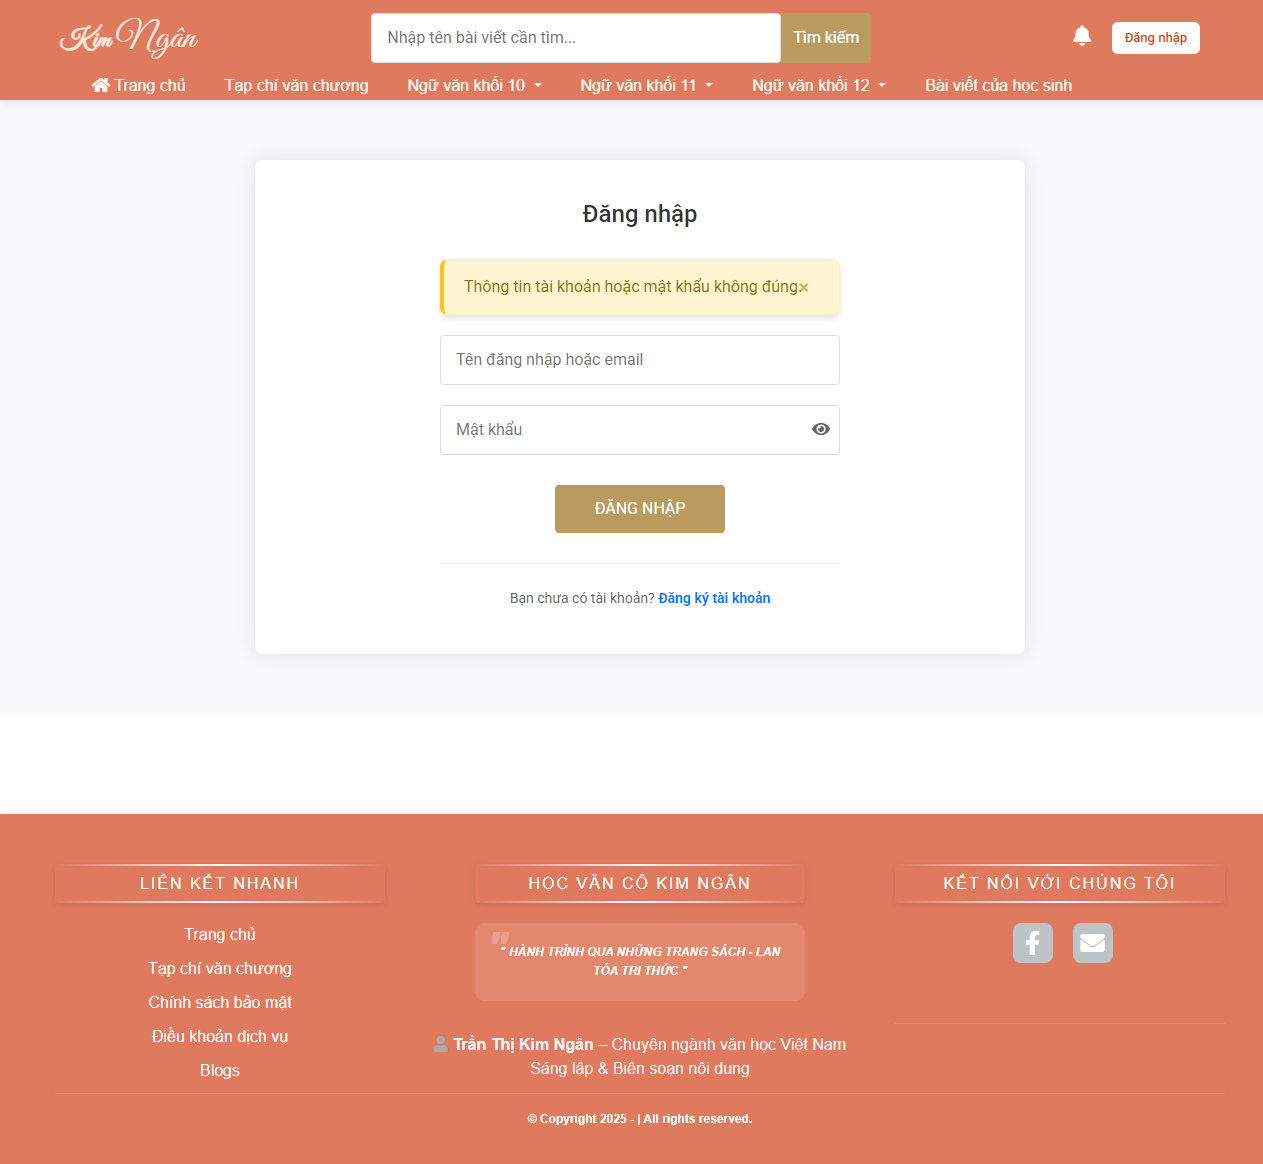 Kim Ngân
Nhập tên bài viết cần tìm...
Tìm kiếm
Đăng nhập
Trang chủ
Tạp chí văn chương
Ngữ văn khối 10
Ngữ văn khối 11
Ngữ văn khối 12
Bài viết của học sinh
Đăng nhập
Thông tin tài khoản hoặc mật khẩu không đúng×
Tên đăng nhập hoặc email
Mật khẩu
ĐĂNG NHẬP
Bạn chưa có tài khoản? Đăng ký tài khoản
LIÊN KẾT NHANH
Trang chủ
Tạp chí văn chương
Chính sách bảo mật
Điều khoản dịch vụ
Blogs
HỌC VĂN CÔ KIM NGÂN
" HÀNH TRÌNH QUA NHỮNG TRANG SÁCH - LAN
TỎA TRI THỨC "
Trần Thị Kim Ngân – Chuyên ngành văn học Việt Nam
Sáng lập & Biên soạn nội dung
KẾT NỐI VỚI CHÚNG TÔI
© Copyright 2025 - | All rights reserved.